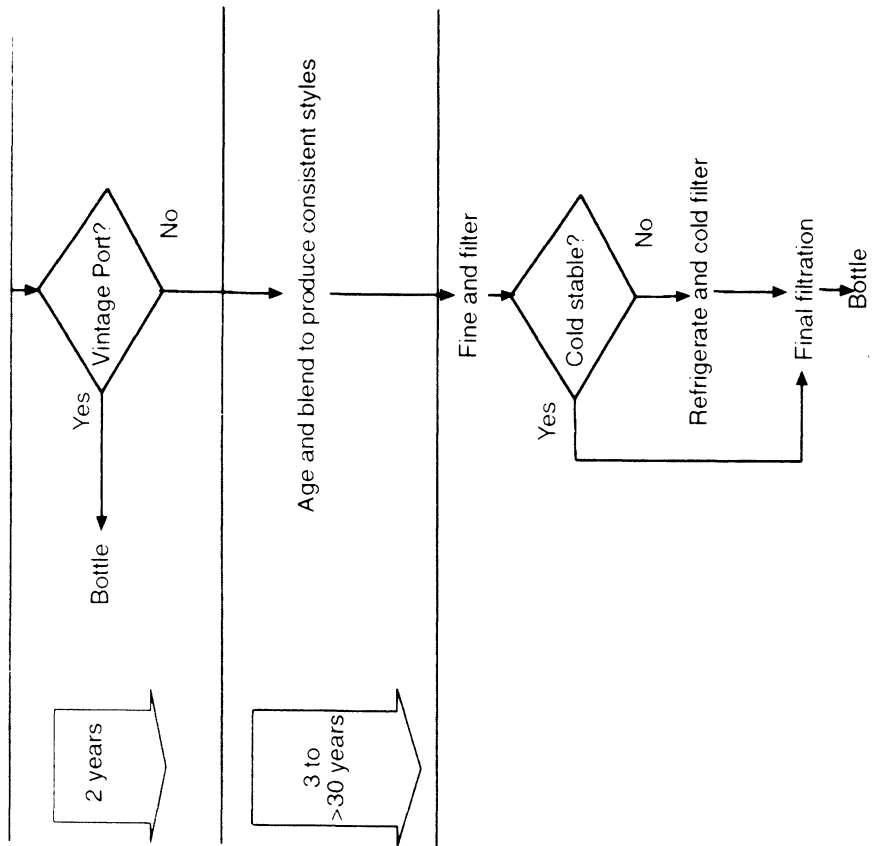 2 years
Vintage Port?
Yes
No
Bottle
3 to
>30 years
Age and blend to produce consistent styles
Fine and filter
Cold stable?
Yes
No
Refrigerate and cold filter
Final filtration
Bottle